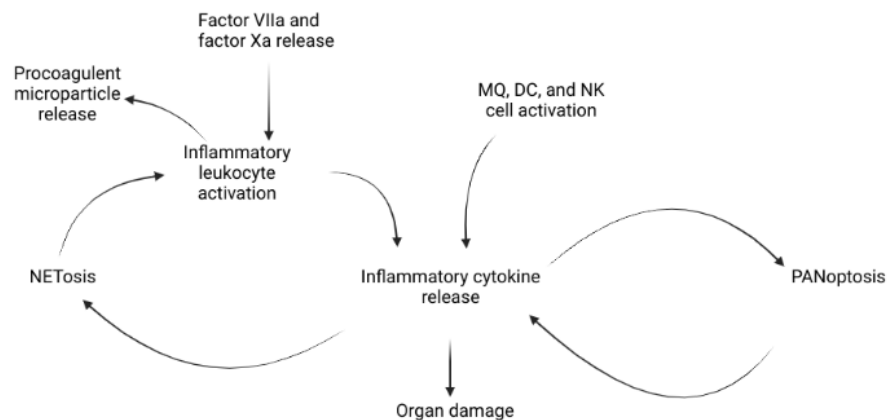 Factor VIIa and
factor Xa release
Procoagulent
microparticle
release
MQ, DC, and NK
cell activation
Inflammatory
leukocyte
activation
NETosis
Inflammatory cytokine
release
PANoptosis
Organ damage